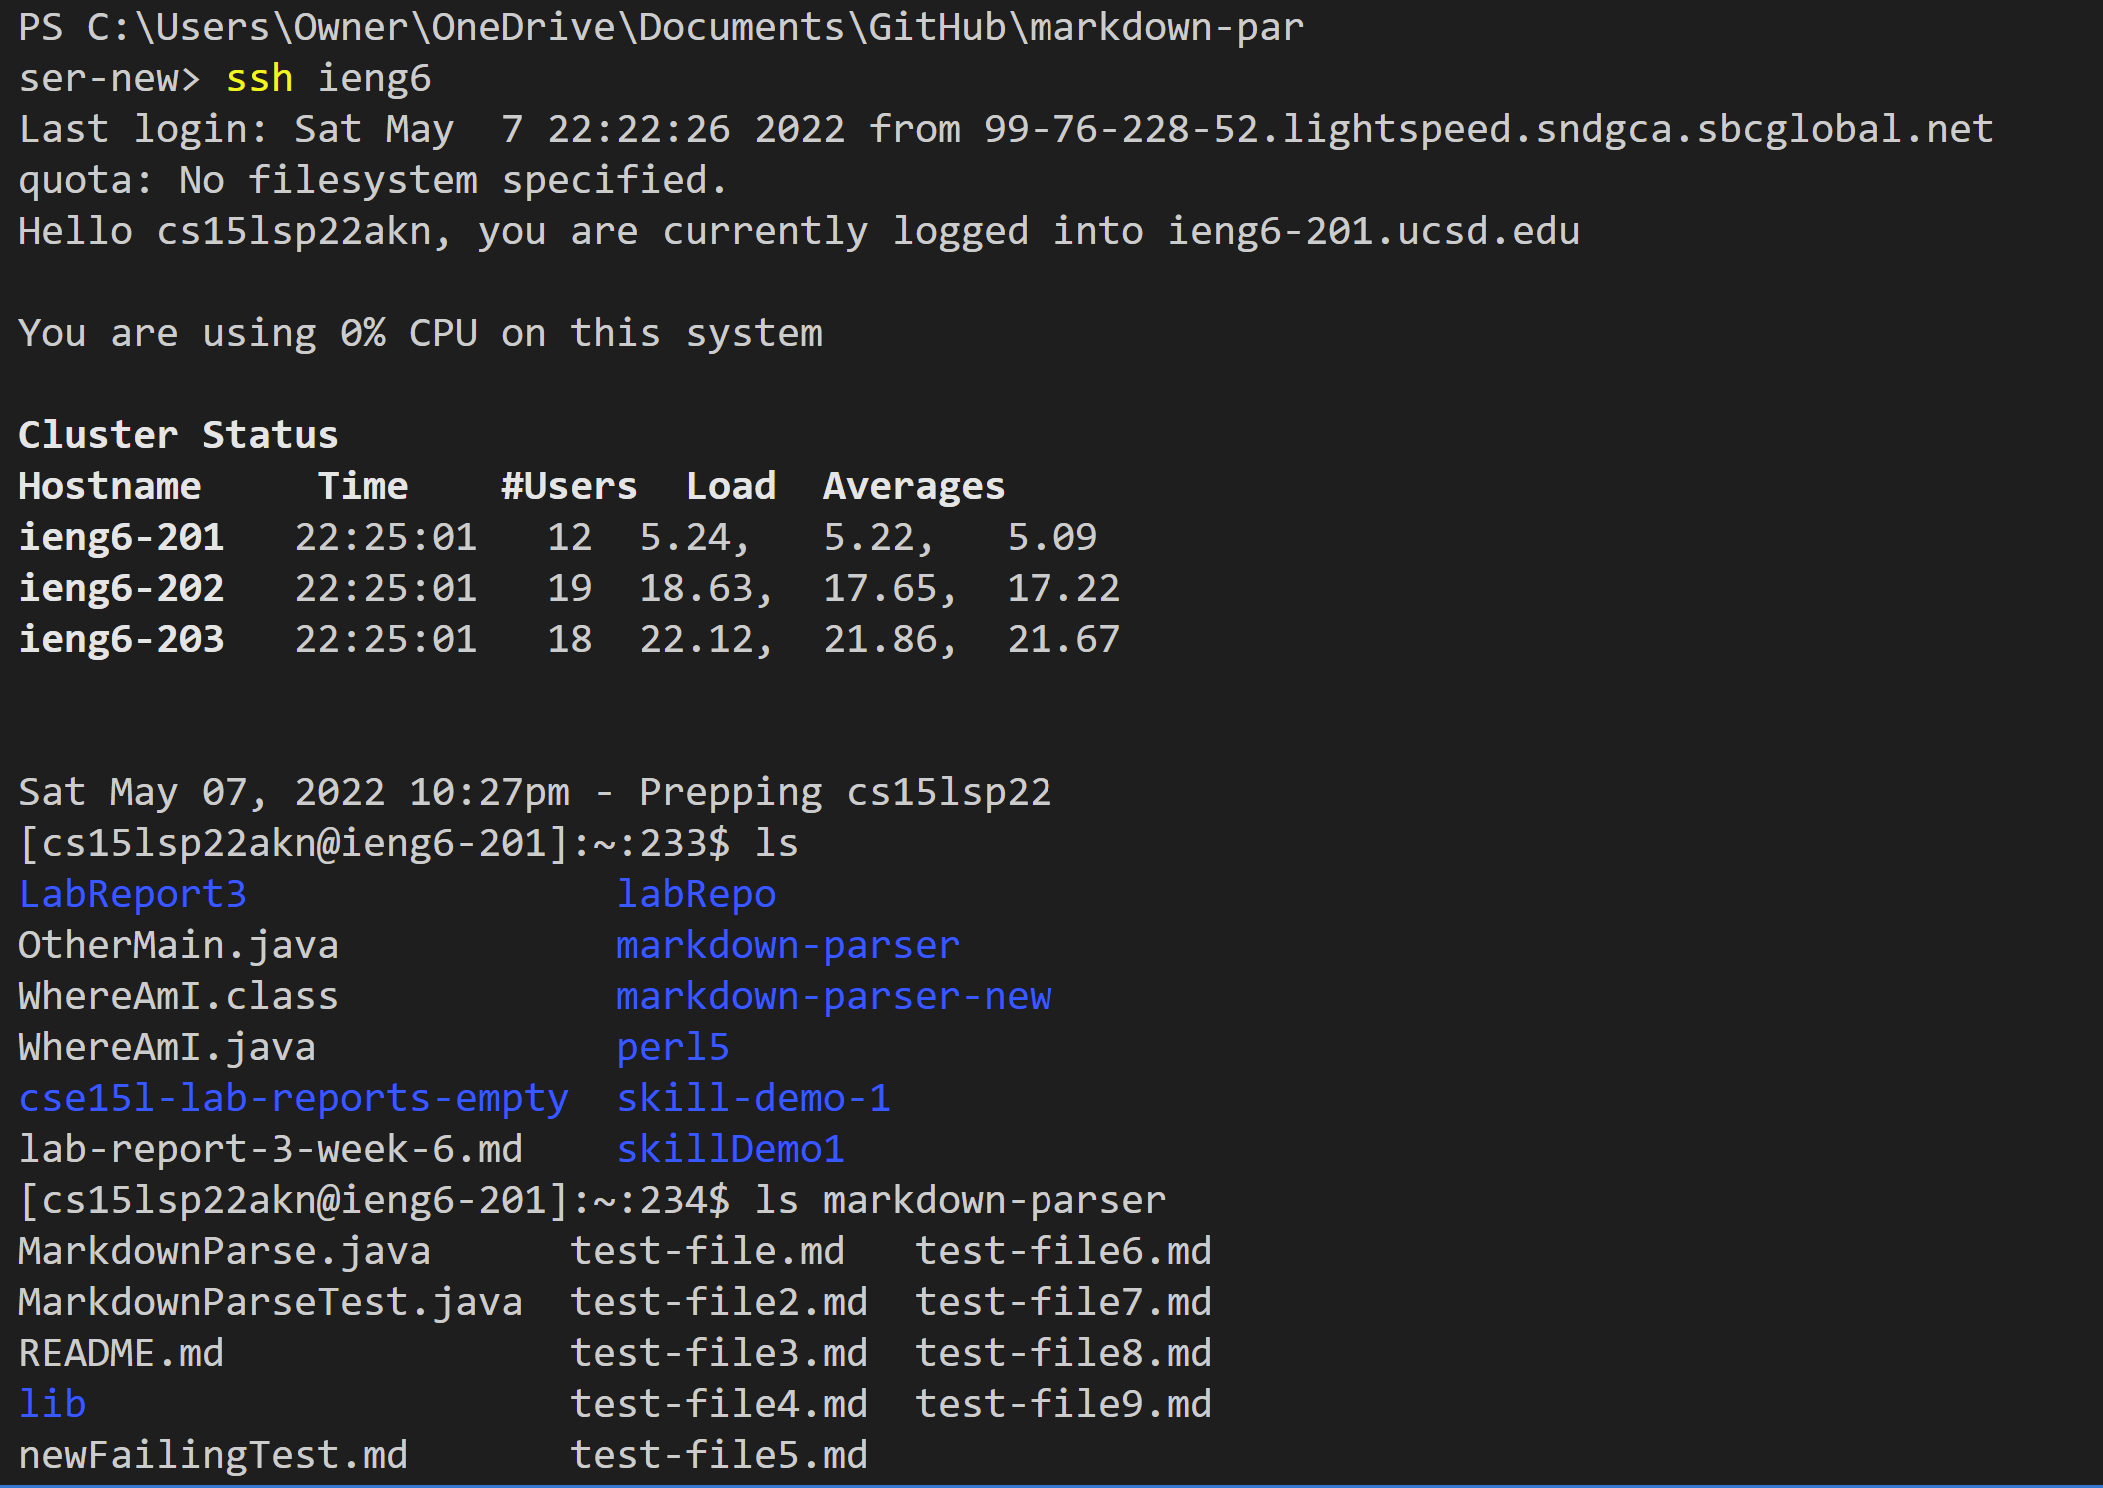 PS C:\Users\Owner\OneDrive\Documents\GitHub\markdown-par
ser-new> ssh ieng6
Last login: Sat May  7 22:22:26 2022 from 99-76-228-52.lightspeed.sndgca.sbcglobal.net
quota: No filesystem specified.
Hello cs15lsp22akn, you are currently logged into ieng6-201.ucsd.edu
You are using 0% CPU on this system
Cluster Status
Hostname     Time    #Users  Load  Averages
ieng6-201   22:25:01   12  5.24,   5.22,   5.09
ieng6-202   22:25:01   19  18.63,  17.65,  17.22
ieng6-203   22:25:01   18  22.12,  21.86,  21.67
Sat May 07, 2022 10:27pm - Prepping cs15lsp22
[cs15lsp22akn@ieng6-201]:~:233$ ls
LabReport3                labRepo
OtherMain.java            markdown-parser
WhereAmI.class            markdown-parser-new
WhereAmI.java             perl5
cse15l-lab-reports-empty  skill-demo-1
lab-report-3-week-6.md    skillDemo1
[cs15lsp22akn@ieng6-201]:~:234$ ls markdown-parser
MarkdownParse.java      test-file.md   test-file6.md
MarkdownParseTest.java  test-file2.md  test-file7.md
README.md               test-file3.md  test-file8.md
lib                     test-file4.md  test-file9.md
newFailingTest.md       test-file5.md